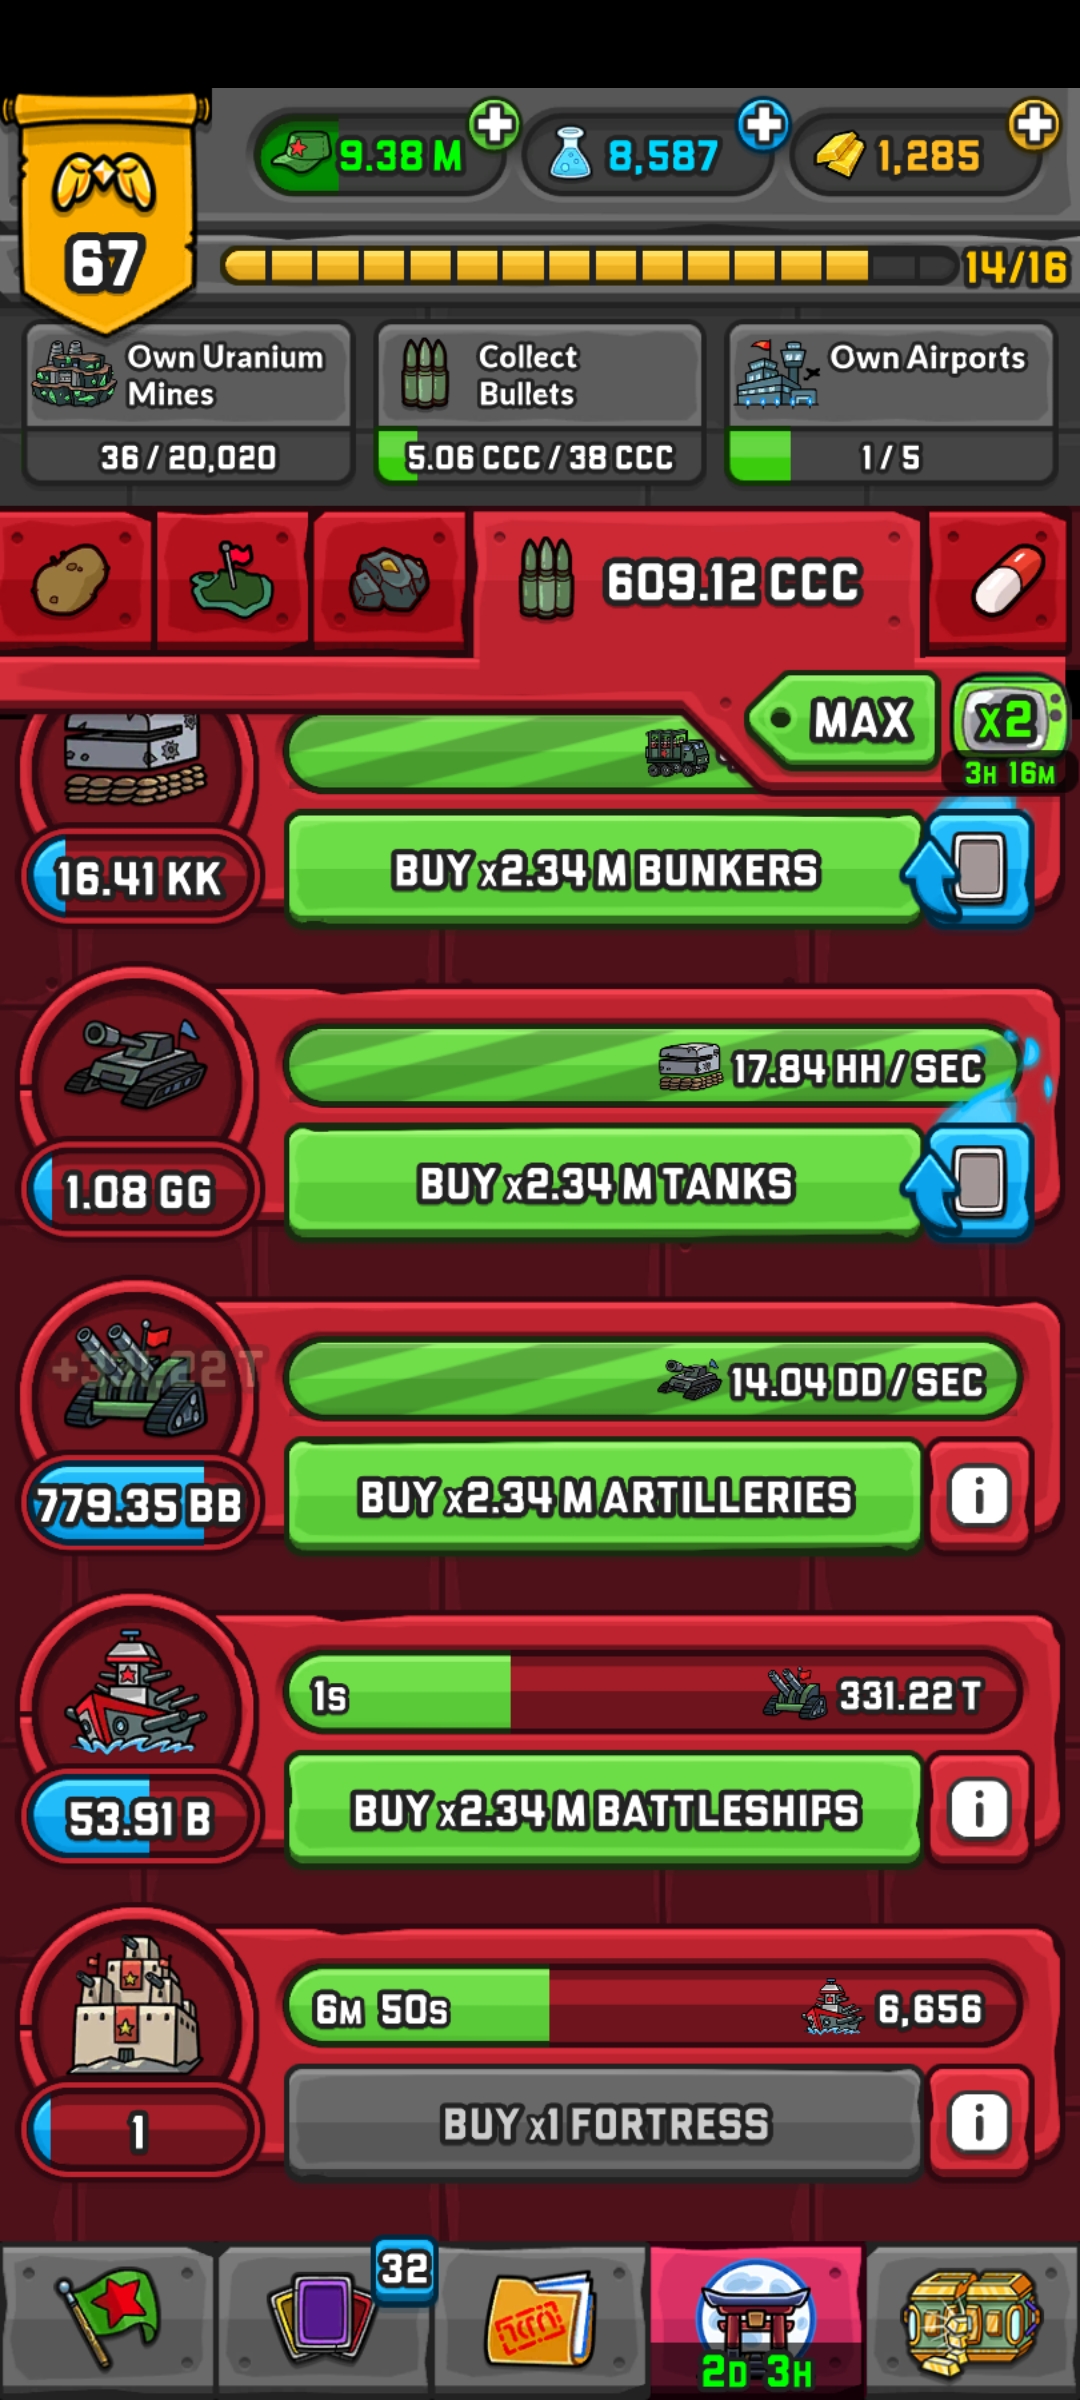 9.38 M
8,587
1,285
67
14/16
Own Uranium
Mines
36 / 20,020
Collect
Bullets
5.06 CCC / 38 CCC
Own Airports
1 / 5
609.12 CCC
MAX
x2
3H 16M
16.41 KK
BUY x2.34 M BUNKERS
17.84 HH / SEC
1.08 GG
BUY x2.34 M TANKS
+331.22 T
14.04 DD / SEC
779.35 BB
BUY x2.34 M ARTILLERIES
1s
331.22 T
53.91 B
BUY x2.34 M BATTLESHIPS
6M 50s
6,656
1
BUY x1 FORTRESS
32
2D 3H